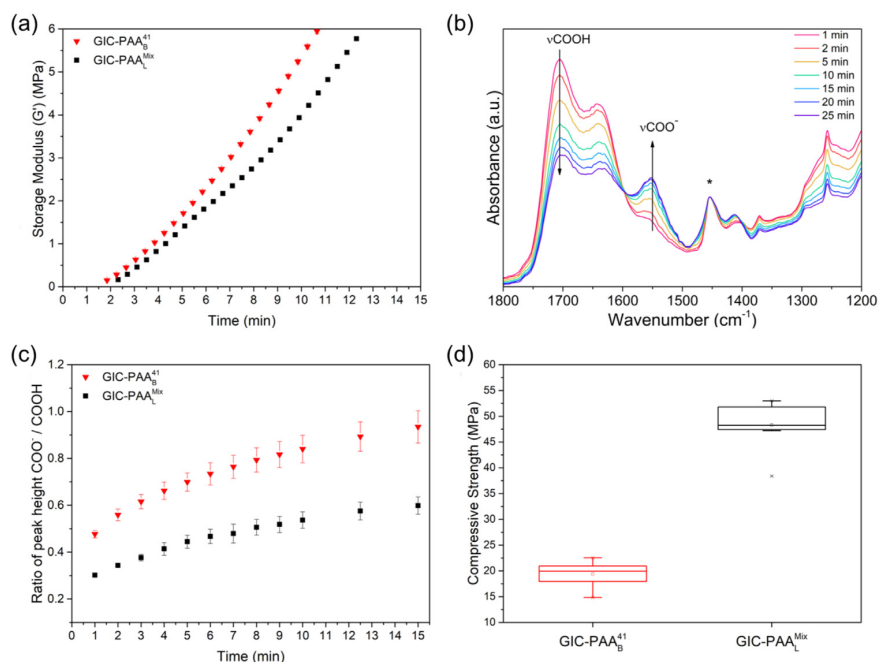 (a)
GIC-PAA_B^41
GIC-PAA_L^Mix
Storage Modulus (G') (MPa)
6
5
4
3
2
1
0
0 1 2 3 4 5 6 7 8 9 10 11 12 13 14 15
Time (min)
(b)
νCOOH
νCOO⁻
*
1 min
2 min
5 min
10 min
15 min
20 min
25 min
Absorbance (a.u.)
1800 1700 1600 1500 1400 1300 1200
Wavenumber (cm⁻¹)
(c)
GIC-PAA_B^41
GIC-PAA_L^Mix
Ratio of peak height COO⁻ / COOH
1.2
1.0
0.8
0.6
0.4
0.2
0.0
1 2 3 4 5 6 7 8 9 10 11 12 13 14 15
Time (min)
(d)
Compressive Strength (MPa)
60
55
50
45
40
35
30
25
20
15
10
GIC-PAA_B^41
GIC-PAA_L^Mix